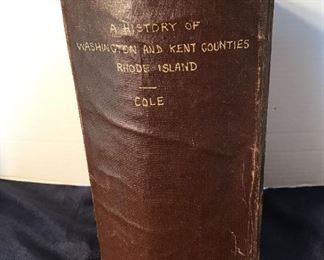 A HISTORY OF
WASHINGTON AND KENT COUNTIES
RHODE ISLAND
COLE